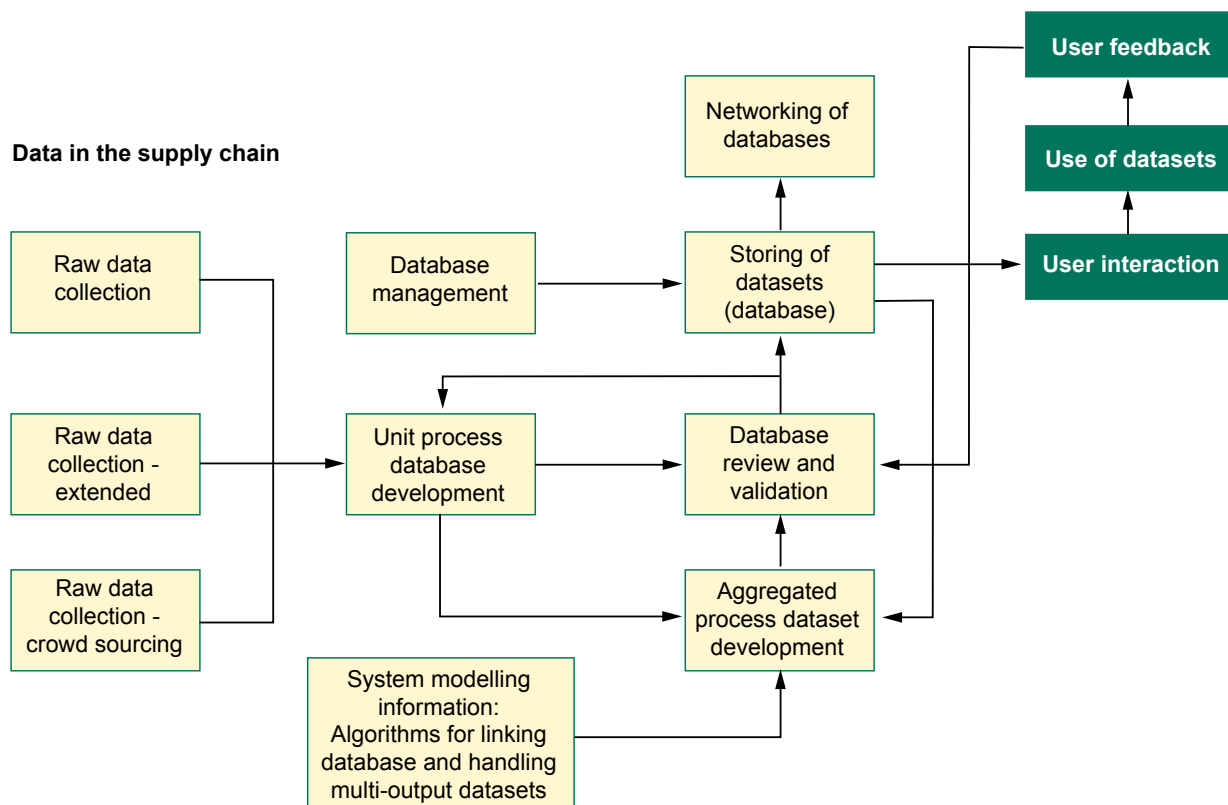 User feedback
Networking of
databases
Data in the supply chain
Use of datasets
Raw data
collection
Database
management
Storing of
datasets
(database)
User interaction
Raw data
collection -
extended
Unit process
database
development
Database
review and
validation
Raw data
collection -
crowd sourcing
Aggregated
process dataset
development
System modelling
information:
Algorithms for linking
database and handling
multi-output datasets